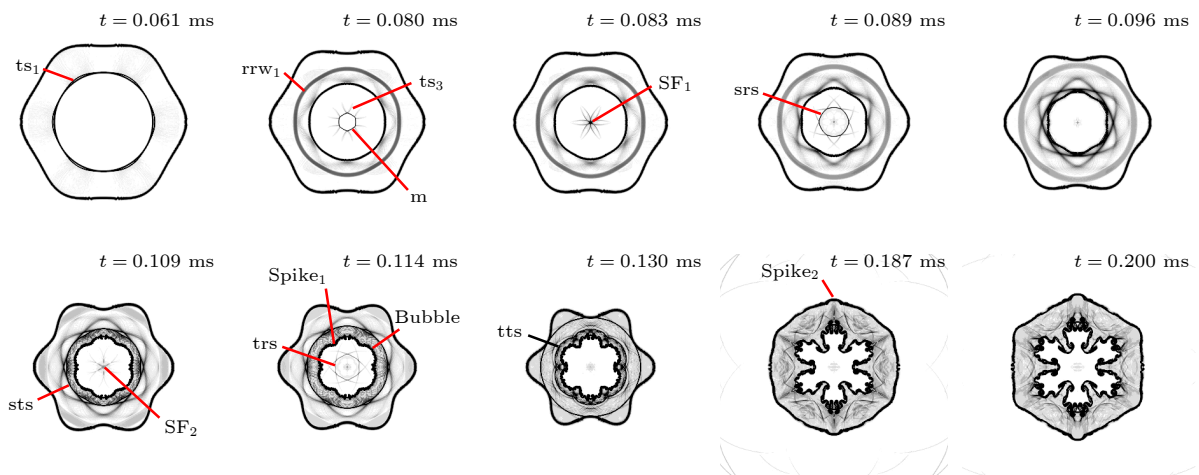 t = 0.061 ms
t = 0.080 ms
t = 0.083 ms
t = 0.089 ms
t = 0.096 ms
ts₁
rrw₁
ts₃
m
SF₁
srs
t = 0.109 ms
t = 0.114 ms
t = 0.130 ms
t = 0.187 ms
t = 0.200 ms
sts
SF₂
Spike₁
Bubble
trs
tts
Spike₂